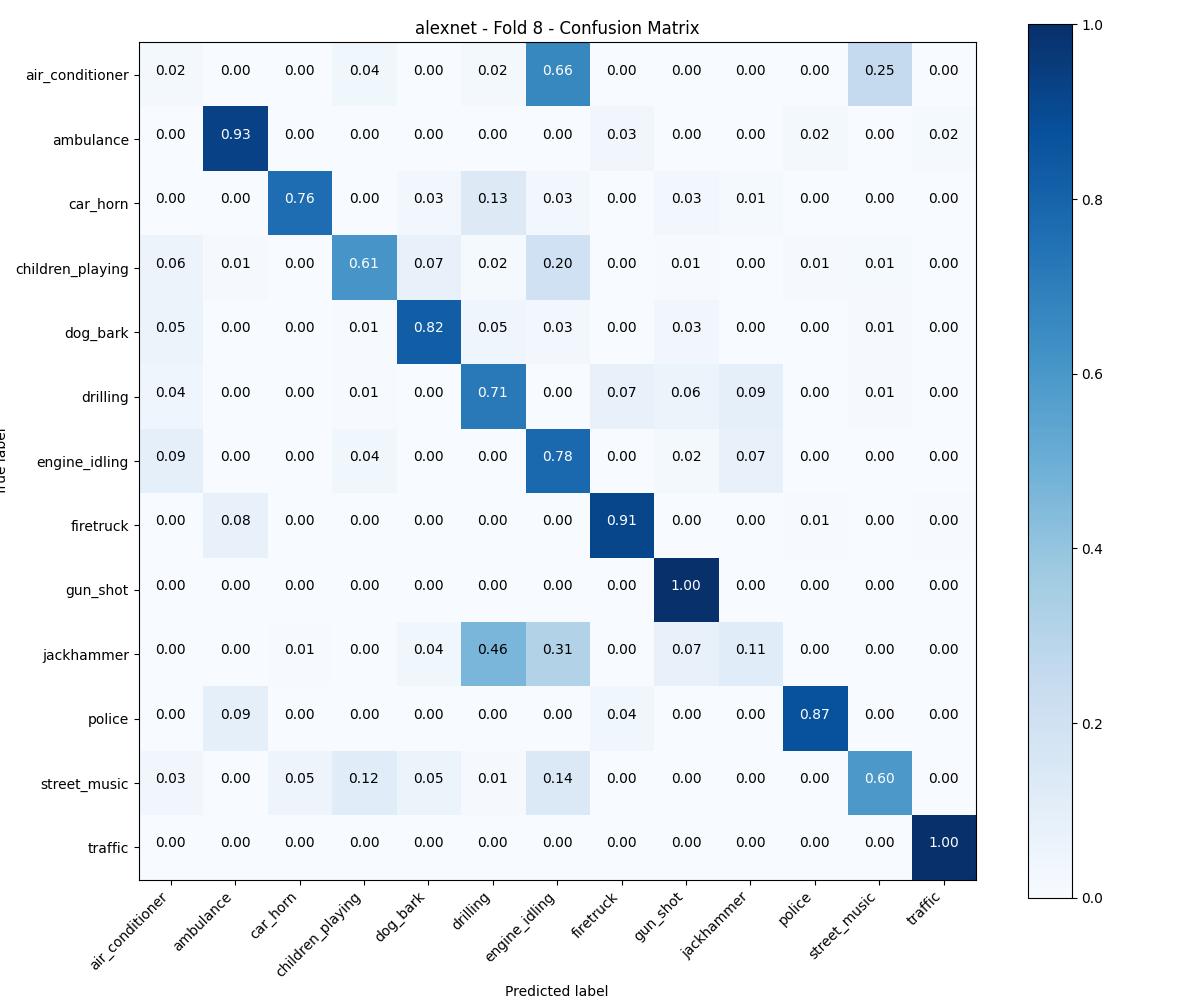 alexnet - Fold 8 - Confusion Matrix
air_conditioner 0.02 0.00 0.00 0.04 0.00 0.02 0.66 0.00 0.00 0.00 0.00 0.25 0.00
ambulance 0.00 0.93 0.00 0.00 0.00 0.00 0.00 0.03 0.00 0.00 0.02 0.00 0.02
car_horn 0.00 0.00 0.76 0.00 0.03 0.13 0.03 0.00 0.03 0.01 0.00 0.00 0.00
children_playing 0.06 0.01 0.00 0.61 0.07 0.02 0.20 0.00 0.01 0.00 0.01 0.01 0.00
dog_bark 0.05 0.00 0.00 0.01 0.82 0.05 0.03 0.00 0.03 0.00 0.00 0.01 0.00
drilling 0.04 0.00 0.00 0.01 0.00 0.71 0.00 0.07 0.06 0.09 0.00 0.01 0.00
engine_idling 0.09 0.00 0.00 0.04 0.00 0.00 0.78 0.00 0.02 0.07 0.00 0.00 0.00
firetruck 0.00 0.08 0.00 0.00 0.00 0.00 0.00 0.91 0.00 0.00 0.01 0.00 0.00
gun_shot 0.00 0.00 0.00 0.00 0.00 0.00 0.00 0.00 1.00 0.00 0.00 0.00 0.00
jackhammer 0.00 0.00 0.01 0.00 0.04 0.46 0.31 0.00 0.07 0.11 0.00 0.00 0.00
police 0.00 0.09 0.00 0.00 0.00 0.00 0.00 0.04 0.00 0.00 0.87 0.00 0.00
street_music 0.03 0.00 0.05 0.12 0.05 0.01 0.14 0.00 0.00 0.00 0.00 0.60 0.00
traffic 0.00 0.00 0.00 0.00 0.00 0.00 0.00 0.00 0.00 0.00 0.00 0.00 1.00
air_conditioner ambulance car_horn children_playing dog_bark drilling engine_idling firetruck gun_shot jackhammer police street_music traffic
Predicted label
1.0
0.8
0.6
0.4
0.2
0.0